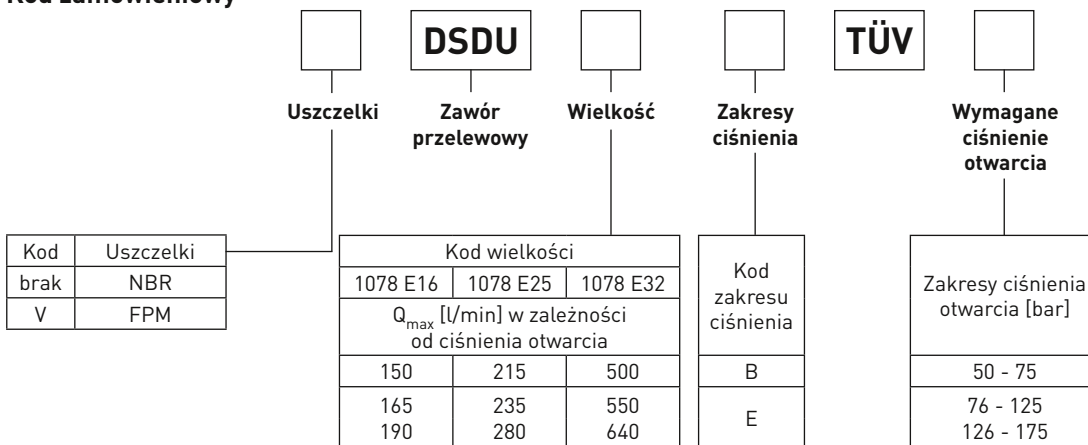 Kod zamówieniowy
DSDU TÜV
Uszczelki Zawór Wielkość Zakresy Wymagane
przelewowy ciśnienia ciśnienie
otwarcia
Kod Uszczelki
brak NBR
V FPM
Kod wielkości
1078 E16 1078 E25 1078 E32
Qmax [l/min] w zależności
od ciśnienia otwarcia
150 215 500
165 235 550
190 280 640
Kod
zakresu
ciśnienia
B
E
Zakresy ciśnienia
otwarcia [bar]
50 - 75
76 - 125
126 - 175